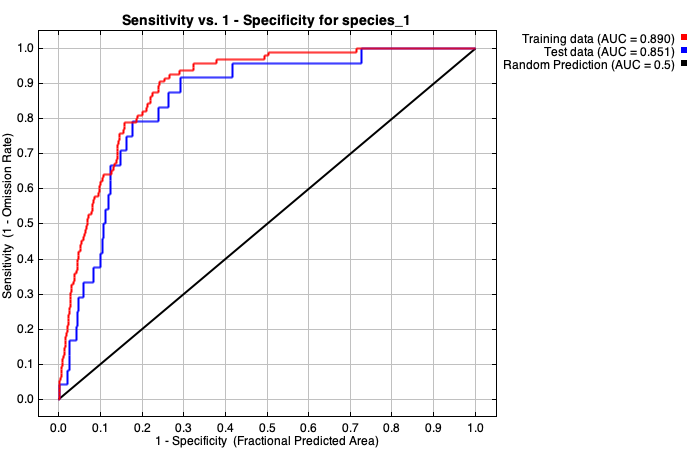 Sensitivity vs. 1 - Specificity for species_1
Training data (AUC = 0.890)
Test data (AUC = 0.851)
Random Prediction (AUC = 0.5)
Sensitivity (1 - Omission Rate)
1.0
0.9
0.8
0.7
0.6
0.5
0.4
0.3
0.2
0.1
0.0
0.0 0.1 0.2 0.3 0.4 0.5 0.6 0.7 0.8 0.9 1.0
1 - Specificity (Fractional Predicted Area)